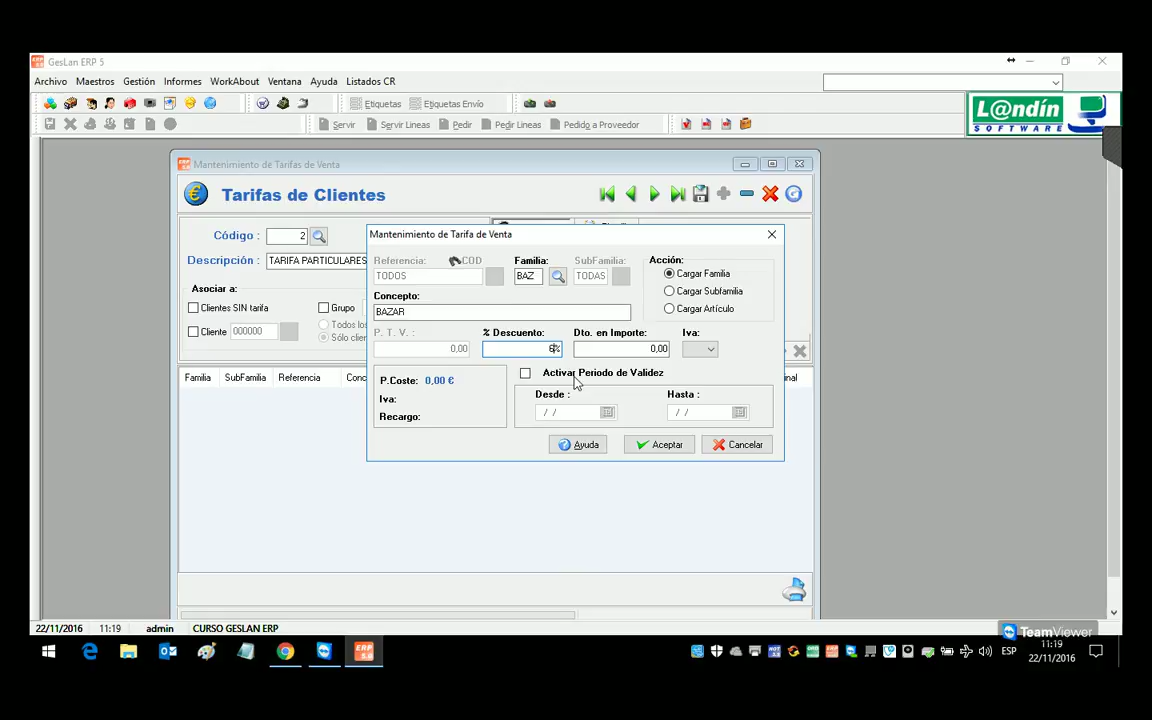 GesLan ERP 5
Archivo Maestros Gestión Informes WorkAbout Ventana Ayuda Listados CR
Etiquetas Etiquetas Envío
Servir Servir Lineas Pedir Pedir Lineas Pedido a Proveedor
L@ndín
SOFTWARE
Mantenimiento de Tarifas de Venta
Tarifas de Clientes
Código : 2
Descripción : TARIFA PARTICULARES
Asociar a:
Clientes SIN tarifa Grupo
Cliente 000000 Todos los
Sólo clien
Familia SubFamilia Referencia Conc
Mantenimiento de Tarifa de Venta
Referencia: COD Familia: SubFamilia: Acción:
TODOS BAZ TODAS Cargar Familia
Cargar Subfamilia
Concepto:
BAZAR Cargar Artículo
P. T. V. : % Descuento: Dto. en Importe: Iva:
0,00 6% 0,00
Activar Periodo de Validez
P.Coste: 0,00 €
Iva:
Recargo:
Desde : Hasta :
/ / / /
Ayuda Aceptar Cancelar
22/11/2016 11:19 admin CURSO GESLAN ERP
TeamViewer
ESP 11:19
22/11/2016